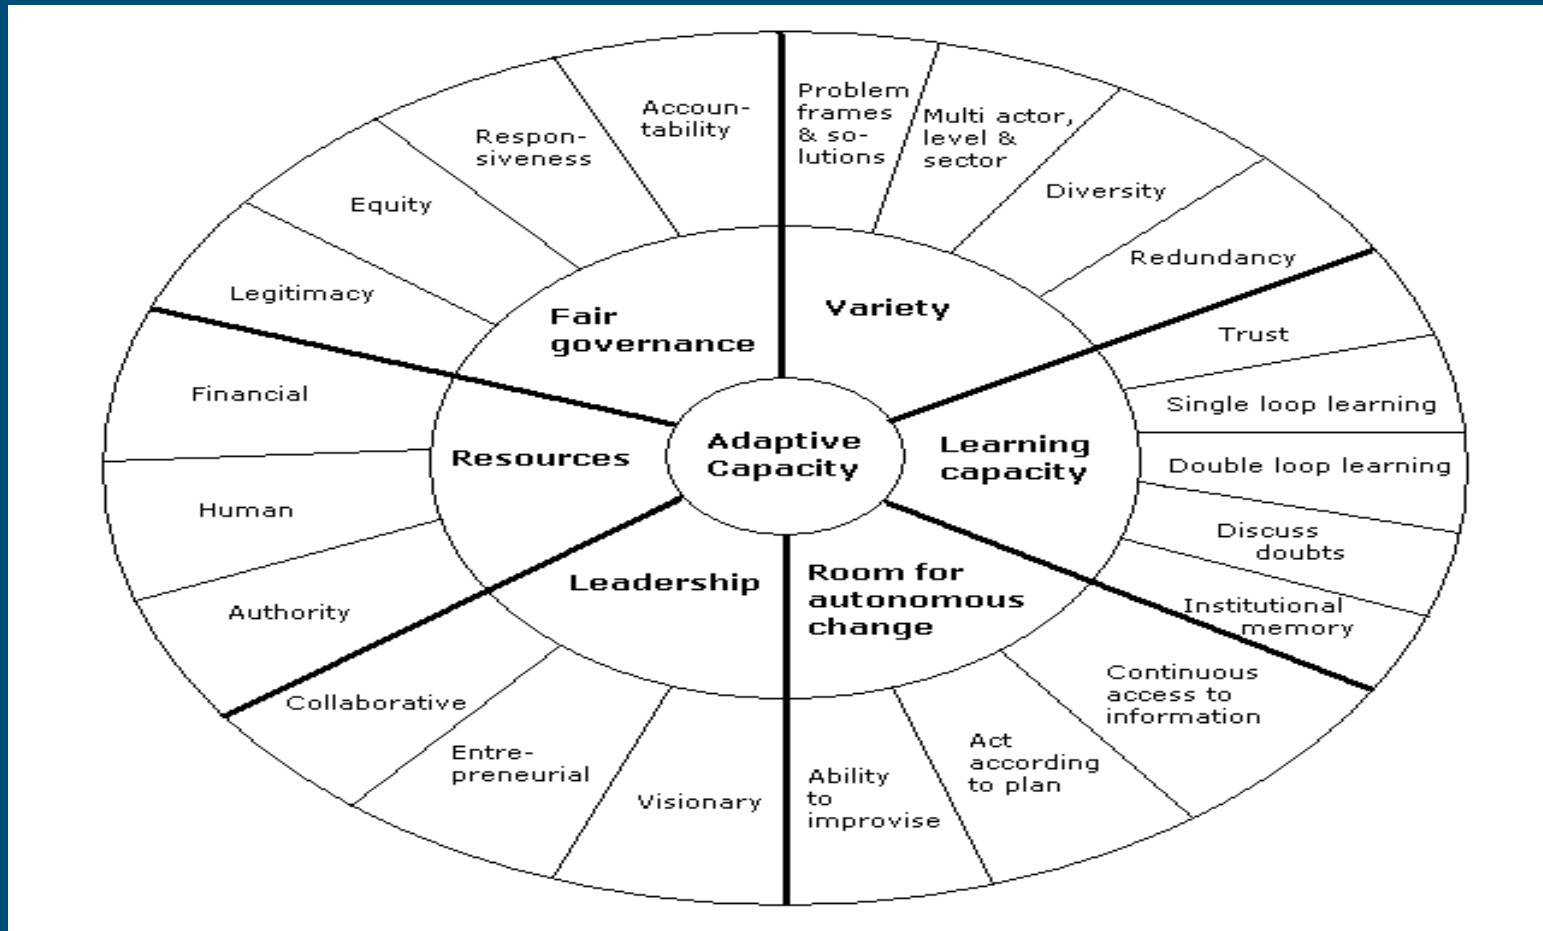 Adaptive
Capacity
Variety
Problem
frames
& so-
lutions
Multi actor,
level &
sector
Diversity
Redundancy
Learning
capacity
Trust
Single loop learning
Double loop learning
Discuss
doubts
Institutional
memory
Room for
autonomous
change
Continuous
access to
information
Act
according
to plan
Ability
to
improvise
Leadership
Visionary
Entre-
preneurial
Collaborative
Resources
Authority
Human
Financial
Fair
governance
Legitimacy
Equity
Respon-
siveness
Accoun-
tability